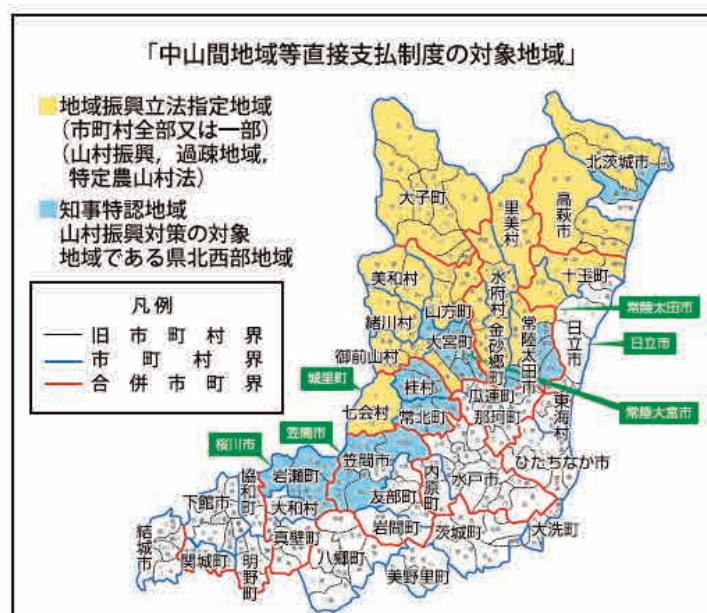 「中山間地域等直接支払制度の対象地域」
地域振興立法指定地域
(市町村全部又は一部)
(山村振興，過疎地域，
特定農山村法)
知事特認地域
山村振興対策の対象
地域である県北西部地域
凡例
旧市町村界
市町村界
合併市町界
北茨城市
大子町
里美村
高萩市
十王町
美和村
水府村
山方町
緒川村
金砂郷町
常陸太田市
日立市
常陸太田市
大宮町
日立市
御前山村
城里町
桂村
瓜連町
常陸大宮市
七会村
常北町
那珂町
東海村
笠間市
桜川市
笠間市
ひたちなか市
岩瀬町
内原町
水戸市
協和町
友部町
下館市
大和村
岩間町
茨城町
大洗町
結城市
真壁町
関城町
明野町
八郷町
美野里町